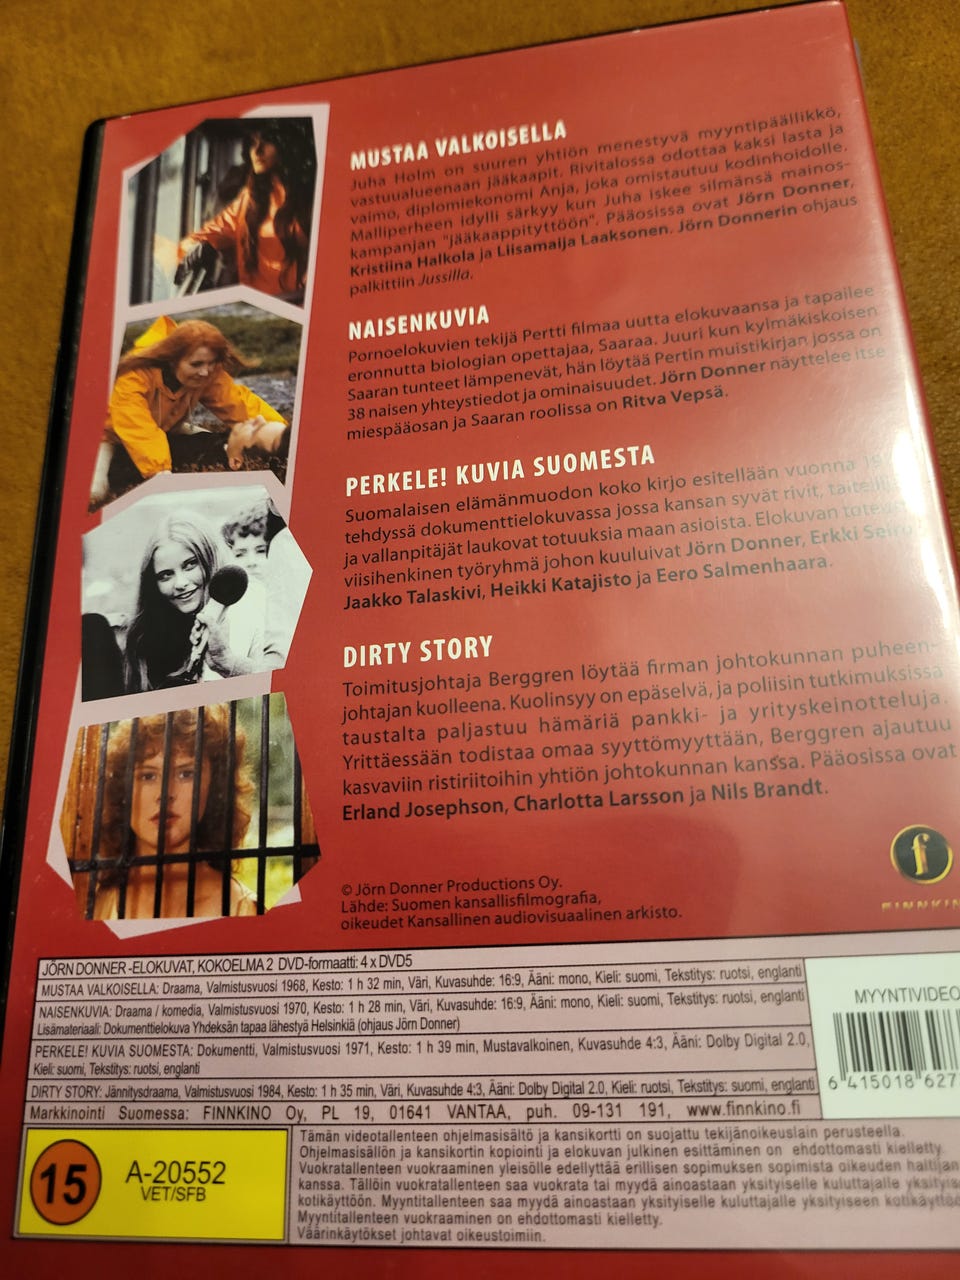 MUSTAA VALKOISELLA
Juha Holm on suuren yhtiön menestyvä myyntipäällikkö,
vastuualueenaan jääkaapit. Rivitalossa odottaa kaksi lasta ja
vaimo, diplomiekonomi Anja, joka omistautuu kodinhoidolle.
Malliperheen idylli särkyy kun Juha iskee silmänsä mainos-
kampanjan "jääkaappityttöön". Pääosissa ovat Jörn Donner,
Kristiina Halkola ja Liisamaija Laaksonen. Jörn Donnerin ohjaus
palkittiin Jussilla.
NAISENKUVIA
Pornoelokuvien tekijä Pertti filmaa uutta elokuvaansa ja tapailee
eronnutta biologian opettajaa, Saaraa. Juuri kun kylmäkiskoisen
Saaran tunteet lämpenevät, hän löytää Pertin muistikirjan jossa on
38 naisen yhteystiedot ja ominaisuudet. Jörn Donner näyttelee itse
miespääosan ja Saaran roolissa on Ritva Vepsä.
PERKELE! KUVIA SUOMESTA
Suomalaisen elämänmuodon koko kirjo esitellään vuonna
tehdyssä dokumenttielokuvassa jossa kansan syvät rivit,
ja vallanpitäjät laukovat totuuksia maan asioista. Elokuvan
viisihenkinen työryhmä johon kuuluivat Jörn Donner, Erkki
Jaakko Talaskivi, Heikki Katajisto ja Eero Salmenhaara.
DIRTY STORY
Toimitusjohtaja Berggren löytää firman johtokunnan puheen-
johtajan kuolleena. Kuolinsyy on epäselvä, ja poliisin tutkimuksissa
taustalta paljastuu hämäriä pankki- ja yrityskeinotteluja.
Yrittäessään todistaa omaa syyttömyyttään, Berggren ajautuu
kasvaviin ristiriitoihin yhtiön johtokunnan kanssa. Pääosissa ovat
Erland Josephson, Charlotta Larsson ja Nils Brandt.
© Jörn Donner Productions Oy.
Lähde: Suomen kansallisfilmografia,
oikeudet Kansallinen audiovisuaalinen arkisto.
f
FINNKIN
JÖRN DONNER -ELOKUVAT, KOKOELMA 2 DVD-formaatti: 4 x DVD5
MUSTAA VALKOISELLA: Draama, Valmistusvuosi 1968, Kesto: 1 h 32 min, Väri, Kuvasuhde: 16:9, Ääni: mono, Kieli: suomi, Tekstitys: ruotsi, englanti
NAISENKUVIA: Draama / komedia, Valmistusvuosi 1970, Kesto: 1 h 28 min, Väri, Kuvasuhde: 16:9, Ääni: mono, Kieli: suomi, Tekstitys: ruotsi, englanti
Lisämateriaali: Dokumenttielokuva Yhdeksän tapaa lähestyä Helsinkiä (ohjaus Jörn Donner)
PERKELE! KUVIA SUOMESTA: Dokumentti, Valmistusvuosi 1971, Kesto: 1 h 39 min, Mustavalkoinen, Kuvasuhde 4:3, Ääni: Dolby Digital 2.0,
Kieli: suomi, Tekstitys: ruotsi, englanti
DIRTY STORY: Jännitysdraama, Valmistusvuosi 1984, Kesto: 1 h 35 min, Väri, Kuvasuhde 4:3, Ääni: Dolby Digital 2.0, Kieli: ruotsi, Tekstitys: suomi, englanti
Markkinointi Suomessa: FINNKINO Oy, PL 19, 01641 VANTAA, puh. 09-131 191, www.finnkino.fi
MYYNTIVIDEO
6 415018 627
15
A-20552
VET/SFB
Tämän videotallenteen ohjelmasisältö ja kansikortti on suojattu tekijänoikeuslain perusteella.
Ohjelmasisällön ja kansikortin kopiointi ja elokuvan julkinen esittäminen on ehdottomasti kielletty.
Vuokratallenteen vuokraaminen yleisölle edellyttää erillisen sopimuksen sopimista oikeuden haltijan
kanssa. Tällöin vuokratallenteen saa vuokrata tai myydä ainoastaan yksityiselle kuluttajalle yksityiseen
kotikäyttöön. Myyntitallenteen saa myydä ainoastaan yksityiselle kuluttajalle yksityiseen kotikäyttöön
Myyntitallenteen vuokraaminen on ehdottomasti kielletty.
Väärinkäytökset johtavat oikeustoimiin.